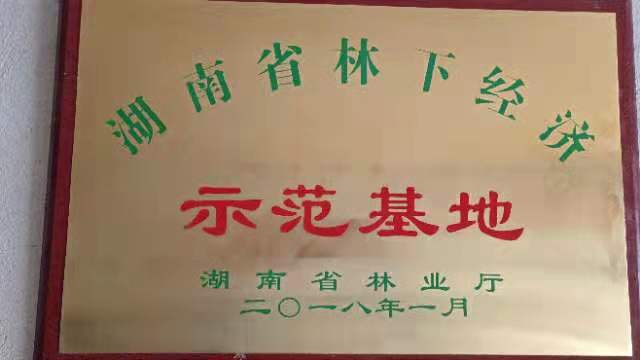 湖南省林下经济
示范基地
湖南省林业厅
二〇一八年一月